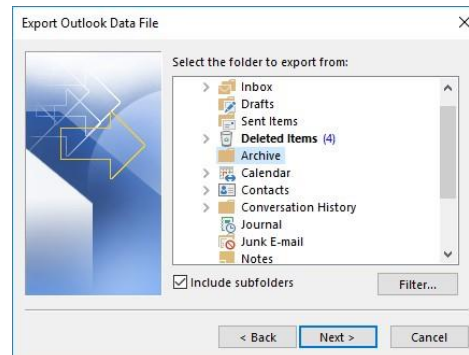 Export Outlook Data File
Select the folder to export from:
Inbox
Drafts
Sent Items
Deleted Items (4)
Archive
Calendar
Contacts
Conversation History
Journal
Junk E-mail
Notes
Include subfolders
Filter...
< Back
Next >
Cancel